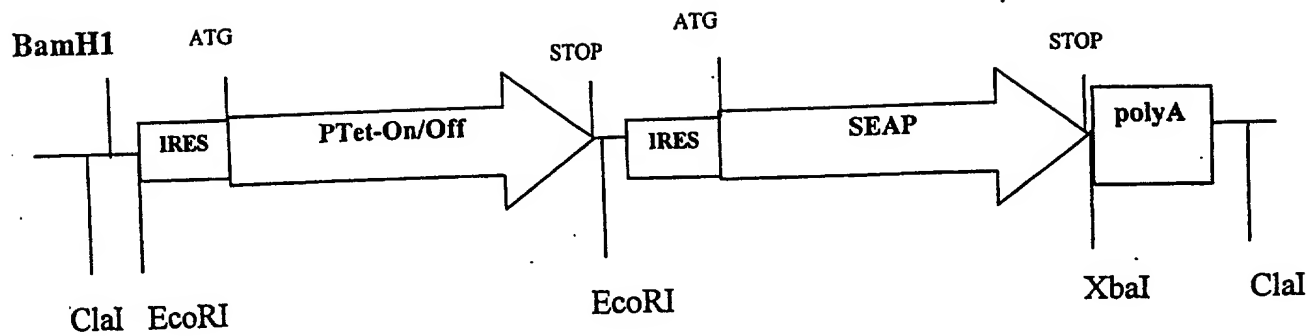 BamH1 ATG STOP ATG STOP
IRES PTet-On/Off IRES SEAP polyA
ClaI EcoRI EcoRI XbaI ClaI